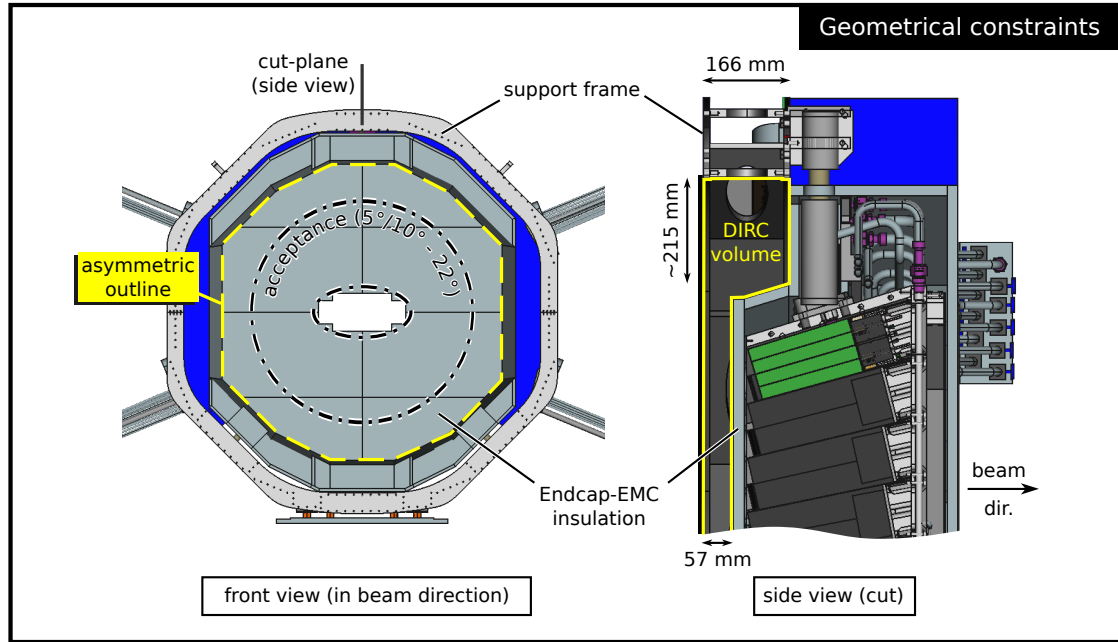 Geometrical constraints
cut-plane
(side view)
support frame
166 mm
~215 mm
DIRC
volume
acceptance (5°/10° - 22°)
asymmetric
outline
Endcap-EMC
insulation
beam
dir.
57 mm
front view (in beam direction)
side view (cut)